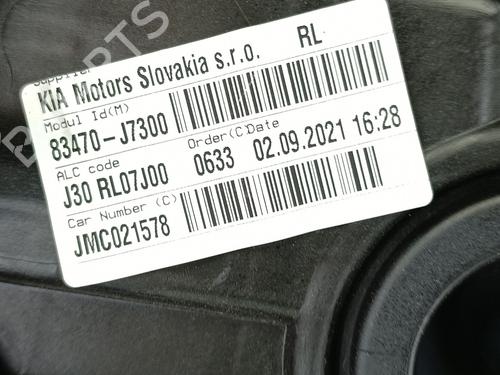 Supplier
KIA Motors Slovakia s.r.o. RL
Modul Id(M)
83470-J7300
ALC code Order(C)Date
J30 RL07J00 0633 02.09.2021 16:28
Car Number (C)
JMC021578